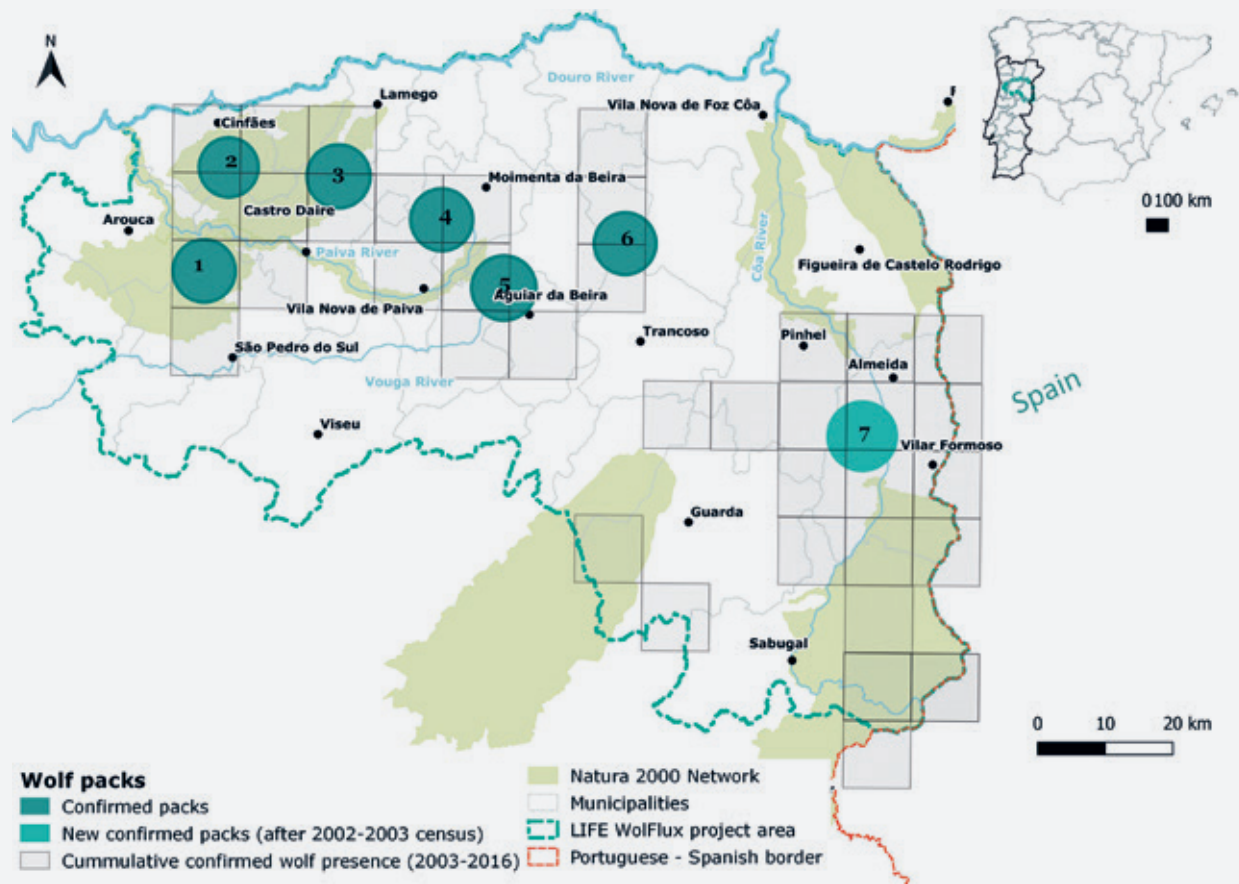 N
Douro River
Lamego
Vila Nova de Foz Côa
Cinfães
0 100 km
2
3
Moimenta da Beira
4
Castro Daire
Arouca
6
Paiva River
1
Côa River
Figueira de Castelo Rodrigo
5
Aguiar da Beira
Vila Nova de Paiva
Trancoso
Pinhel
São Pedro do Sul
Almeida
Vouga River
Spain
Viseu
7
Vilar Formoso
Guarda
Sabugal
0 10 20 km
Wolf packs
Confirmed packs
New confirmed packs (after 2002-2003 census)
Cummulative confirmed wolf presence (2003-2016)
Natura 2000 Network
Municipalities
LIFE WolFlux project area
Portuguese - Spanish border